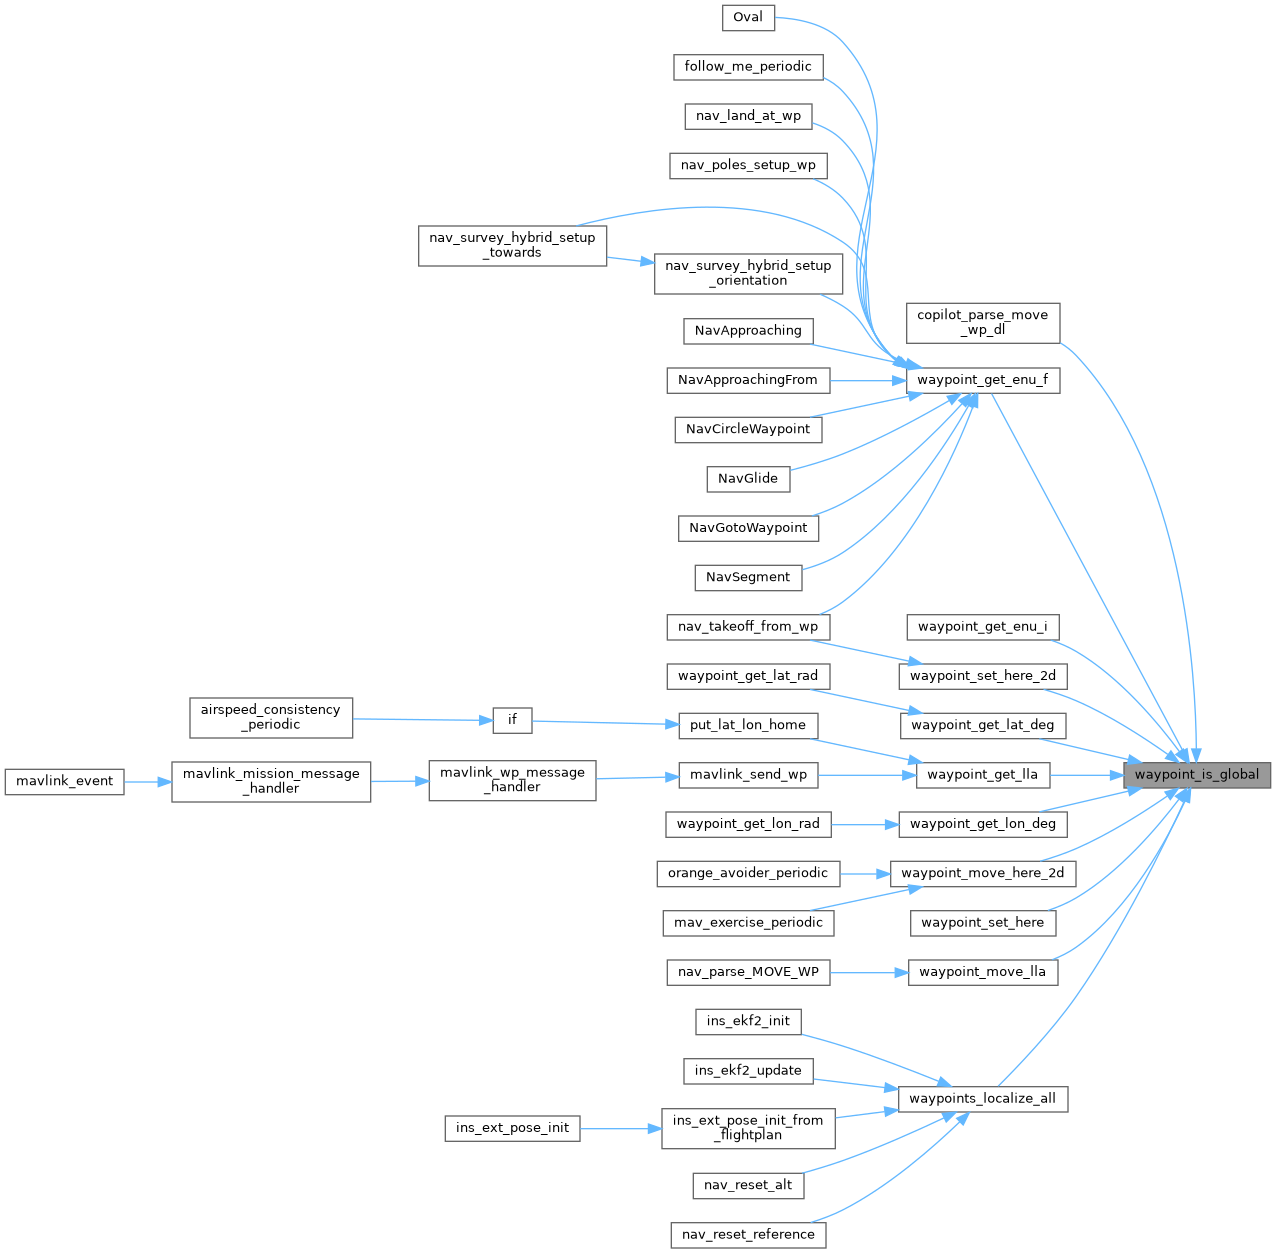 Oval
follow_me_periodic
nav_land_at_wp
nav_poles_setup_wp
nav_survey_hybrid_setup
_towards
nav_survey_hybrid_setup
_orientation
copilot_parse_move
_wp_dl
NavApproaching
waypoint_get_enu_f
NavApproachingFrom
NavCircleWaypoint
NavGlide
NavGotoWaypoint
NavSegment
nav_takeoff_from_wp
waypoint_get_enu_i
waypoint_get_lat_rad
waypoint_set_here_2d
airspeed_consistency
_periodic
if
put_lat_lon_home
waypoint_get_lat_deg
mavlink_event
mavlink_mission_message
_handler
mavlink_wp_message
_handler
mavlink_send_wp
waypoint_get_lla
waypoint_is_global
waypoint_get_lon_rad
waypoint_get_lon_deg
orange_avoider_periodic
waypoint_move_here_2d
mav_exercise_periodic
waypoint_set_here
nav_parse_MOVE_WP
waypoint_move_lla
ins_ekf2_init
ins_ekf2_update
waypoints_localize_all
ins_ext_pose_init
ins_ext_pose_init_from
_flightplan
nav_reset_alt
nav_reset_reference